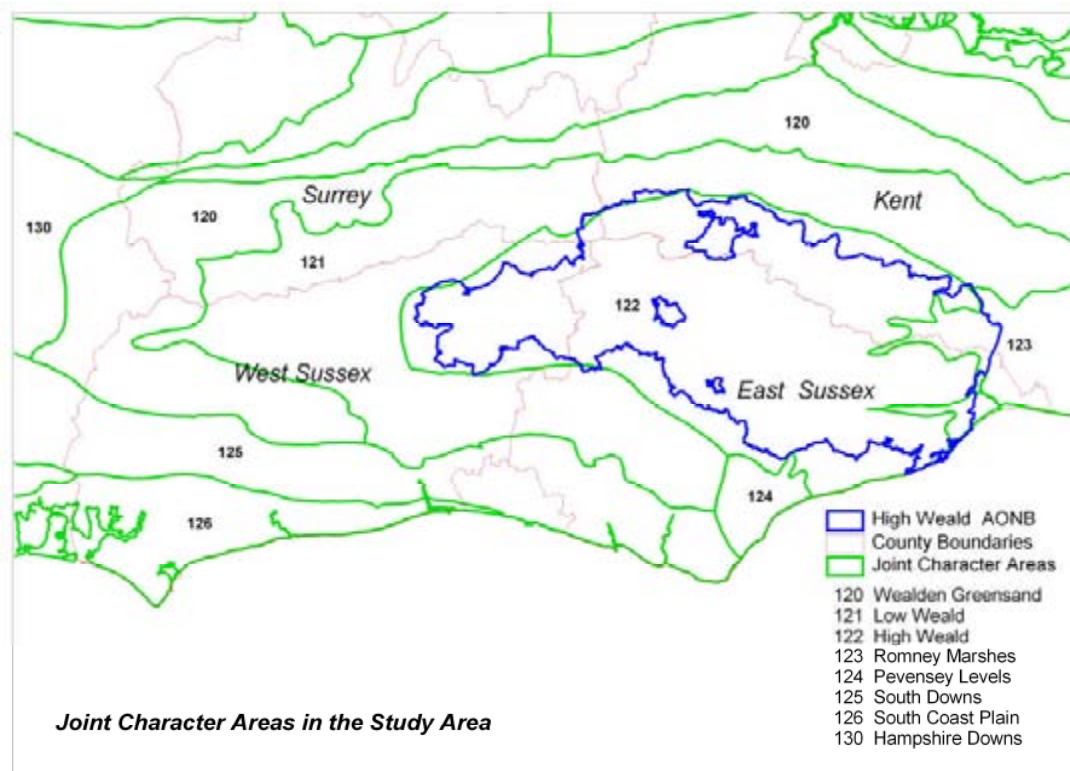 120
Surrey
Kent
120
130
121
122
123
West Sussex
East Sussex
125
124
126
High Weald AONB
County Boundaries
Joint Character Areas
120 Wealden Greensand
121 Low Weald
122 High Weald
123 Romney Marshes
124 Pevensey Levels
125 South Downs
126 South Coast Plain
130 Hampshire Downs
Joint Character Areas in the Study Area